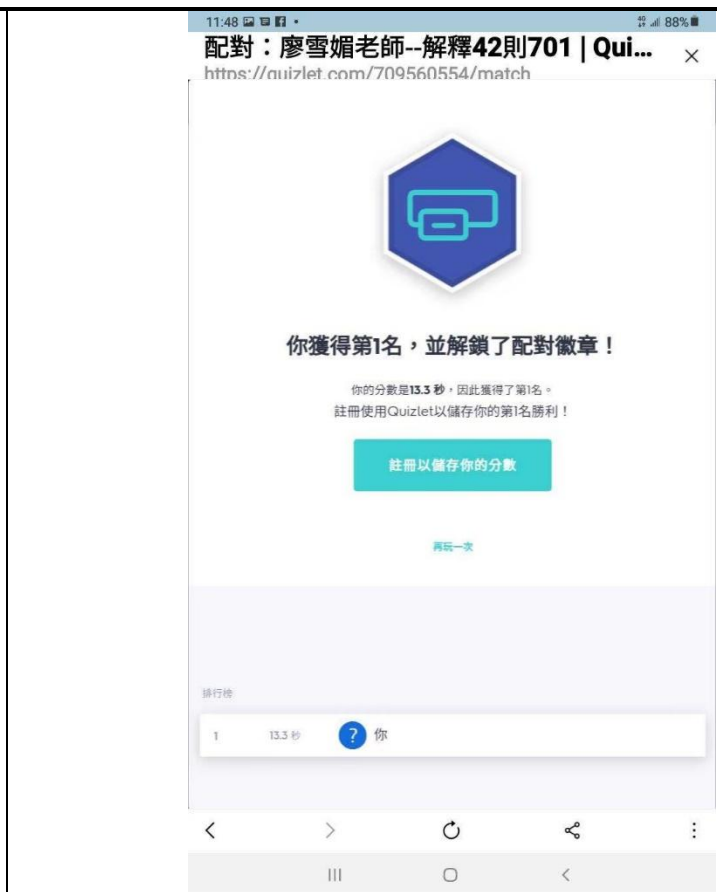 11:48
88%
配對：廖雪媚老師--解釋42則701 | Qui...
https://quizlet.com/709560554/match
你獲得第1名，並解鎖了配對徽章！
你的分數是13.3 秒，因此獲得了第1名。
註冊使用Quizlet以儲存你的第1名勝利！
註冊以儲存你的分數
再玩一次
排行榜
1 13.3 秒 ? 你